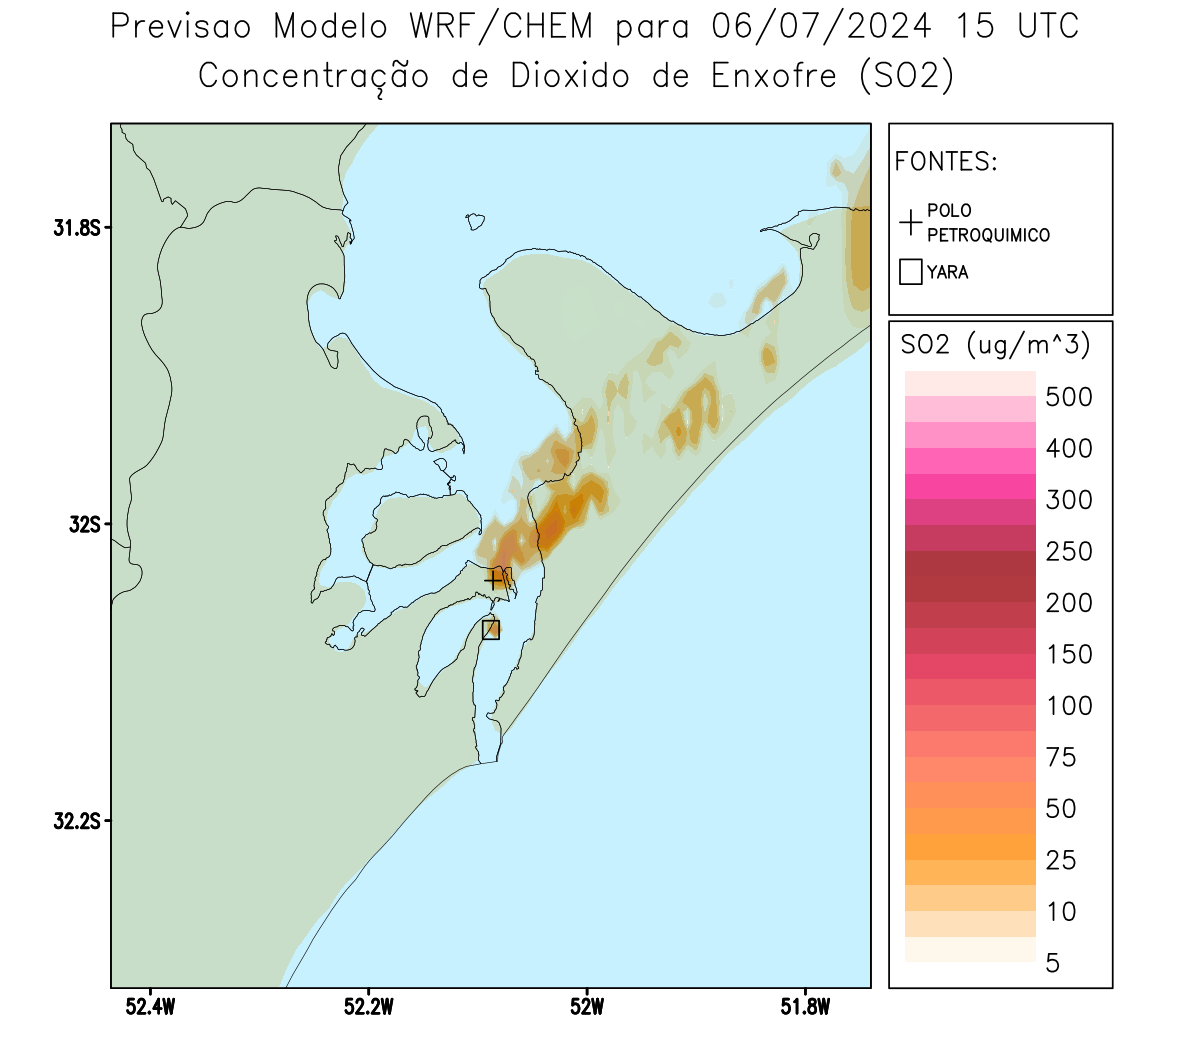 Previsao Modelo WRF/CHEM para 06/07/2024 15 UTC
Concentração de Dioxido de Enxofre (SO2)
FONTES:
POLO
PETROQUIMICO
YARA
SO2 (ug/m^3)
500
400
300
250
200
150
100
75
50
25
10
5
31.8S
32S
32.2S
52.4W
52.2W
52W
51.8W